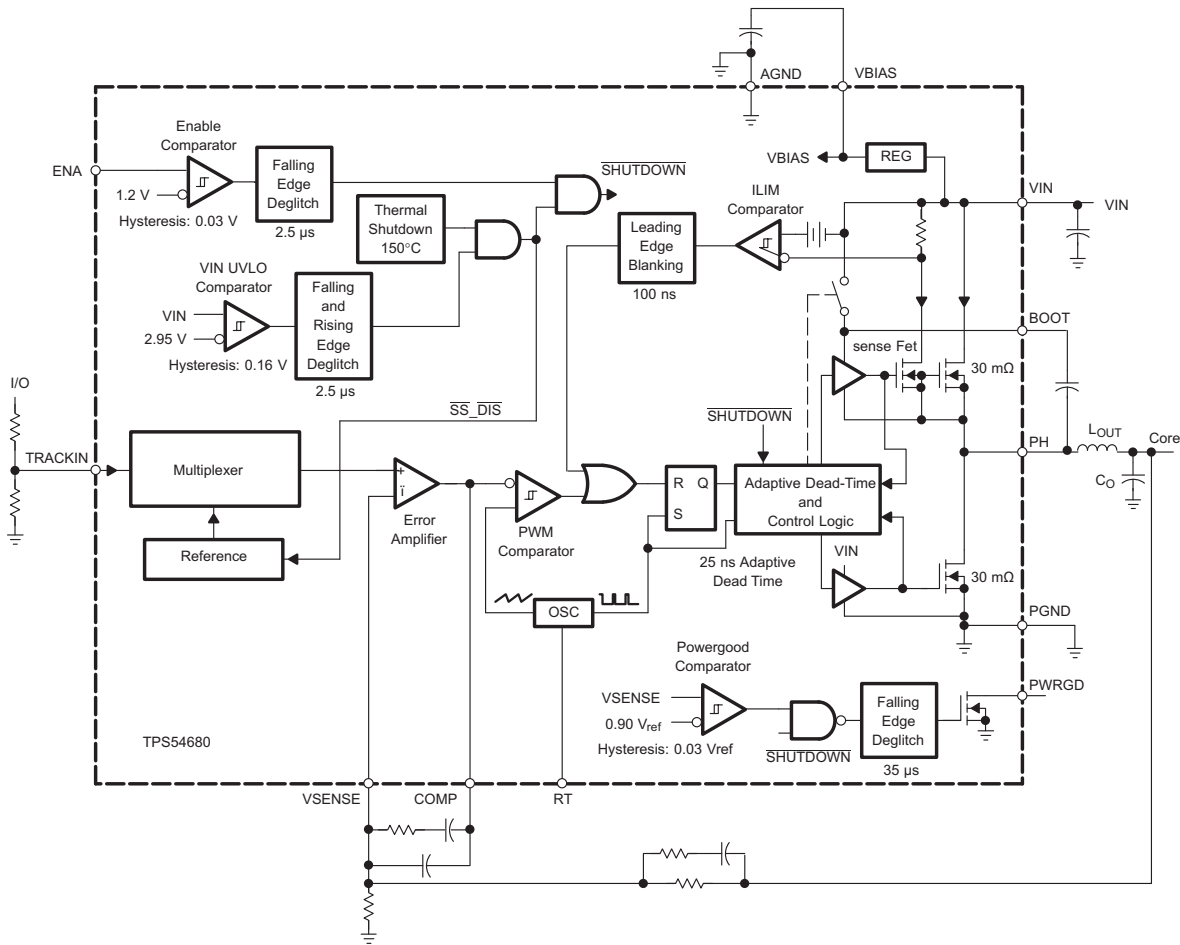 AGND
VBIAS
Enable
Comparator
ENA
1.2 V
Hysteresis: 0.03 V
Falling
Edge
Deglitch
2.5 µs
SHUTDOWN
VBIAS
REG
VIN
VIN
Thermal
Shutdown
150°C
Leading
Edge
Blanking
100 ns
ILIM
Comparator
VIN UVLO
Comparator
VIN
2.95 V
Hysteresis: 0.16 V
Falling
and
Rising
Edge
Deglitch
2.5 µs
BOOT
sense Fet
30 mΩ
I/O
SS_DIS
SHUTDOWN
TRACKIN
Multiplexer
+
ï
Error
Amplifier
Reference
PWM
Comparator
R Q
S
Adaptive Dead-Time
and
Control Logic
PH
LOUT
Core
CO
25 ns Adaptive
Dead Time
VIN
30 mΩ
OSC
PGND
Powergood
Comparator
VSENSE
0.90 Vref
Hysteresis: 0.03 Vref
SHUTDOWN
Falling
Edge
Deglitch
35 µs
PWRGD
TPS54680
VSENSE
COMP
RT